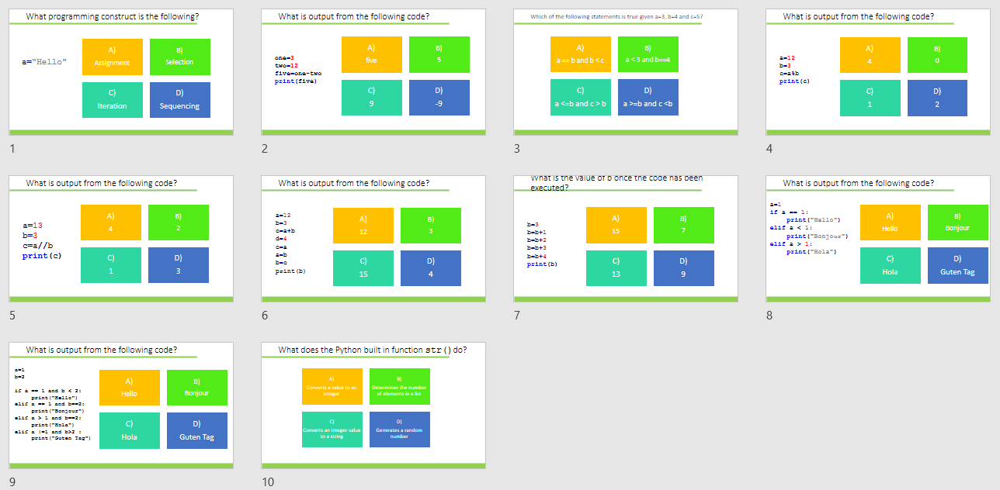 What programming construct is the following?
a="Hello"
A)
Assignment
B)
Selection
C)
Iteration
D)
Sequencing
1
What is output from the following code?
one=3
two=12
five=one-two
print(five)
A)
five
B)
5
C)
9
D)
-9
2
Which of the following statements is true given a=3, b=4 and c=5?
A)
a == b and b < c
B)
a <3 and b==4
C)
a <=b and c > b
D)
a >=b and c <b
3
What is output from the following code?
a=12
b=3
c=a%b
print(c)
A)
4
B)
0
C)
1
D)
2
4
What is output from the following code?
a=13
b=3
c=a//b
print(c)
A)
4
B)
2
C)
1
D)
3
5
What is output from the following code?
a=12
b=3
c=a+b
d=4
c=a
a=b
b=c
print(b)
A)
12
B)
3
C)
15
D)
4
6
What is the value of b once the code has been
executed?
b=3
b=b+1
b=b+2
b=b+3
b=b+4
print(b)
A)
15
B)
7
C)
13
D)
9
7
What is output from the following code?
a=1
if a == 1:
print("Hello")
elif a < 1:
print("Bonjour")
elif a > 1:
print("Hola")
A)
Hello
B)
Bonjour
C)
Hola
D)
Guten Tag
8
What is output from the following code?
a=1
b=2
if a == 1 and b < 2:
print("Hello")
elif a == 1 and b==2:
print("Bonjour")
elif a > 1 and b==2:
print("Hola")
elif a !=1 and b>2 :
print("Guten Tag")
A)
Hello
B)
Bonjour
C)
Hola
D)
Guten Tag
9
What does the Python built in function str() do?
A)
Converts a value to an
integer
B)
Determines the number
of elements in a list
C)
Converts an integer value
to a string
D)
Generates a random
number
10